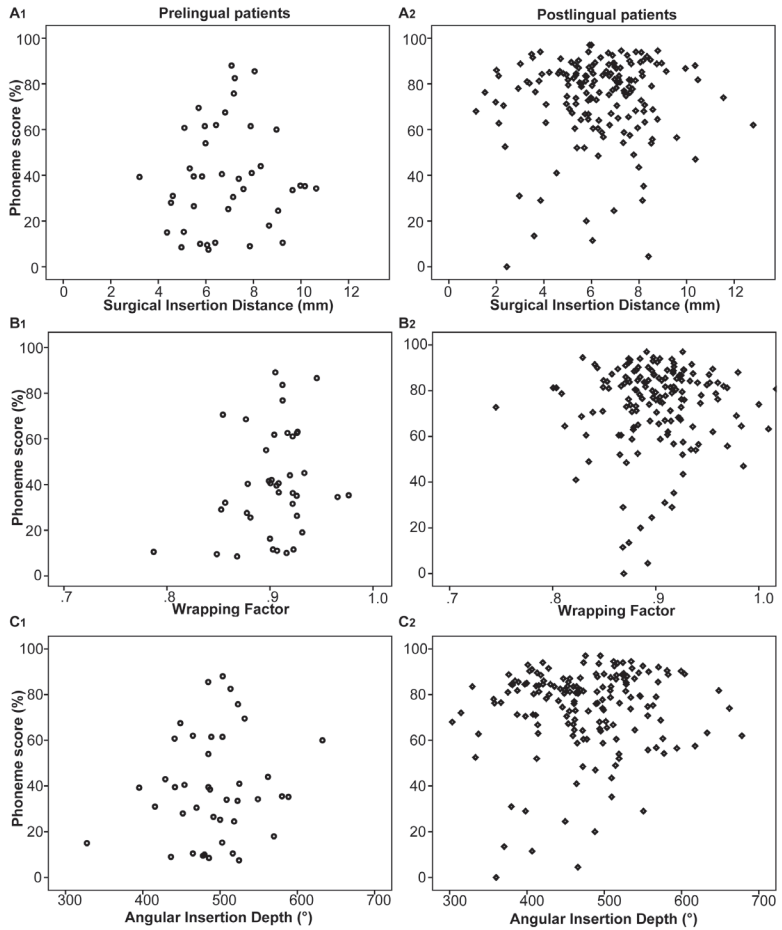 A1 Prelingual patients
A2 Postlingual patients
Phoneme score (%)
100
80
60
40
20
0
0 2 4 6 8 10 12
Surgical Insertion Distance (mm)
100
80
60
40
20
0
0 2 4 6 8 10 12
Surgical Insertion Distance (mm)
B1
B2
Phoneme score (%)
100
80
60
40
20
0
.7 .8 .9 1.0
Wrapping Factor
100
80
60
40
20
0
.7 .8 .9 1.0
Wrapping Factor
C1
C2
Phoneme score (%)
100
80
60
40
20
0
300 400 500 600 700
Angular Insertion Depth (°)
100
80
60
40
20
0
300 400 500 600 700
Angular Insertion Depth (°)